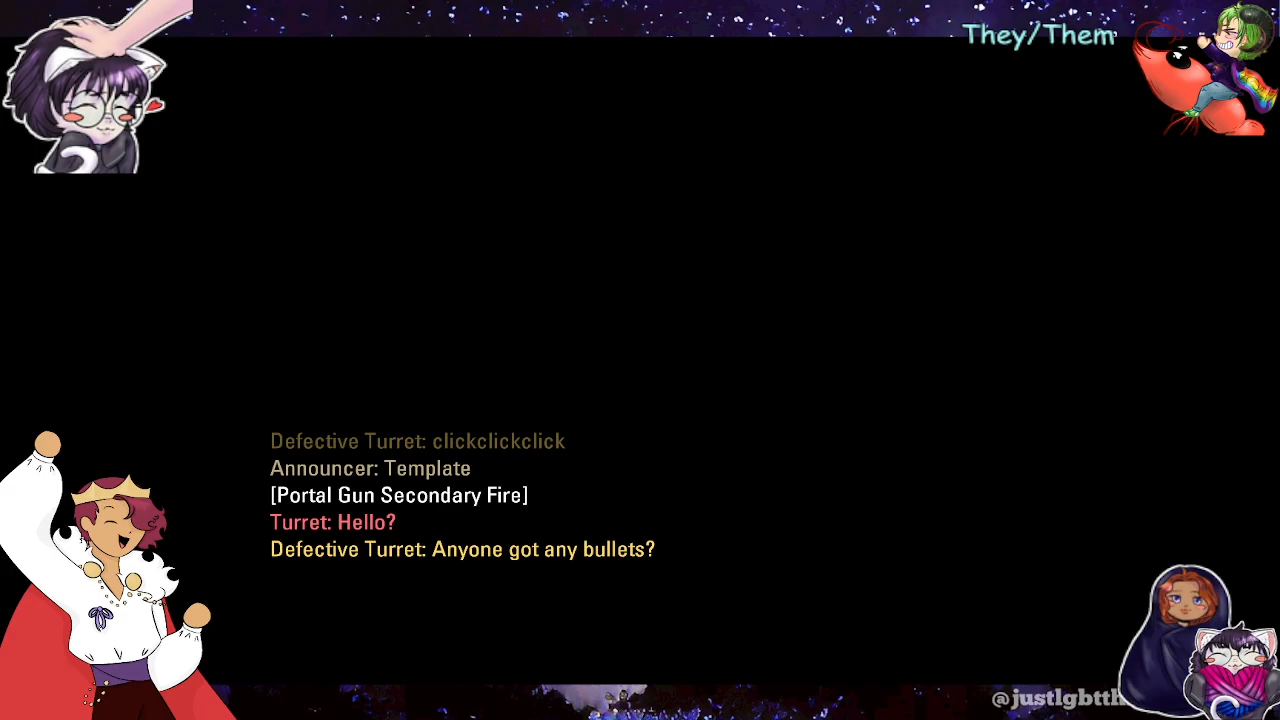 They/Them
Defective Turret: clickclickclick
Announcer: Template
[Portal Gun Secondary Fire]
Turret: Hello?
Defective Turret: Anyone got any bullets?
@justlgbtth